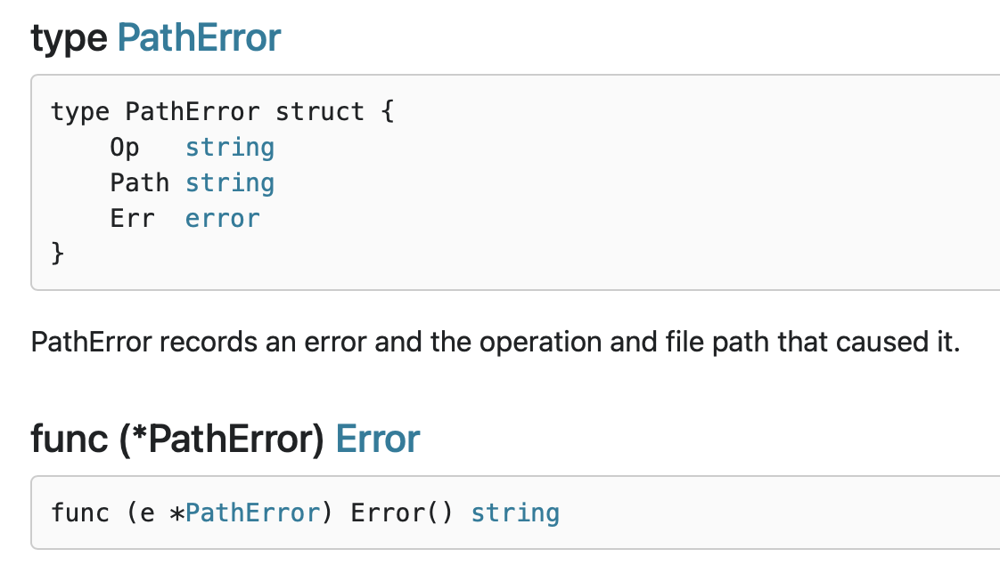 type PathError
type PathError struct {
    Op   string
    Path string
    Err  error
}
PathError records an error and the operation and file path that caused it.
func (*PathError) Error
func (e *PathError) Error() string